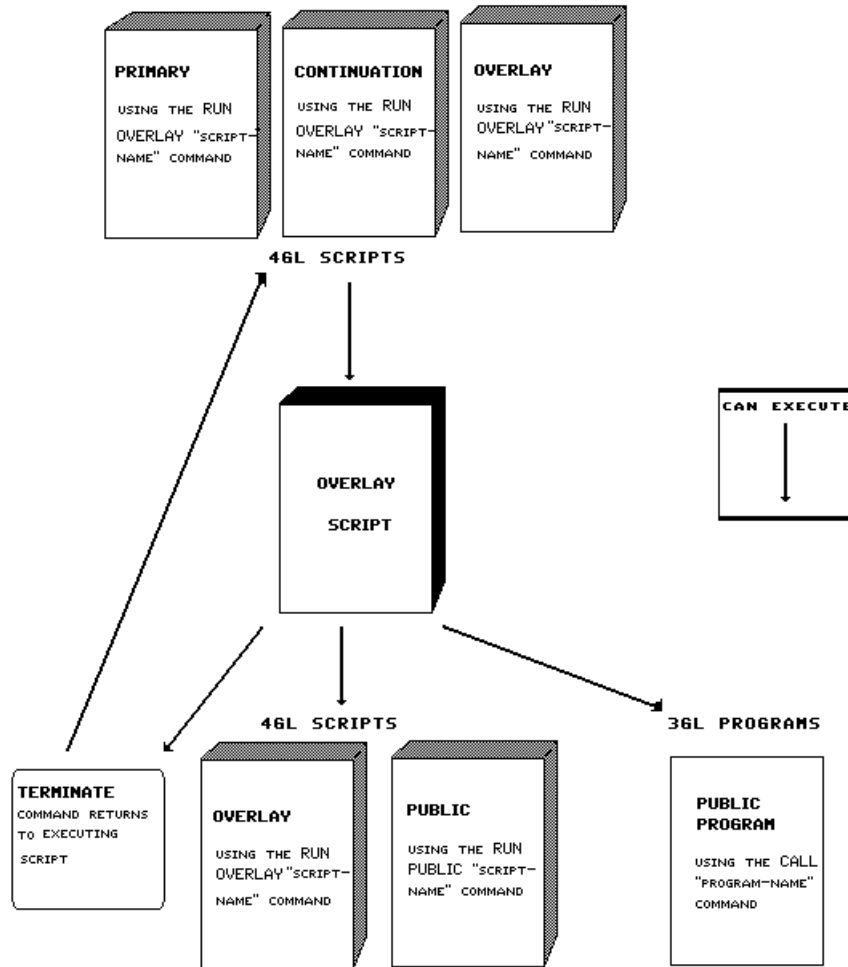 PRIMARY
USING THE RUN
OVERLAY "SCRIPT-
NAME" COMMAND
CONTINUATION
USING THE RUN
OVERLAY "SCRIPT-
NAME" COMMAND
OVERLAY
USING THE RUN
OVERLAY"SCRIPT-
NAME" COMMAND
4GL SCRIPTS
CAN EXECUTE
OVERLAY
SCRIPT
4GL SCRIPTS
3GL PROGRAMS
TERMINATE
COMMAND RETURNS
TO EXECUTING
SCRIPT
OVERLAY
USING THE RUN
OVERLAY"SCRIPT-
NAME" COMMAND
PUBLIC
USING THE RUN
PUBLIC "SCRIPT-
NAME" COMMAND
PUBLIC
PROGRAM
USING THE CALL
"PROGRAM-NAME"
COMMAND